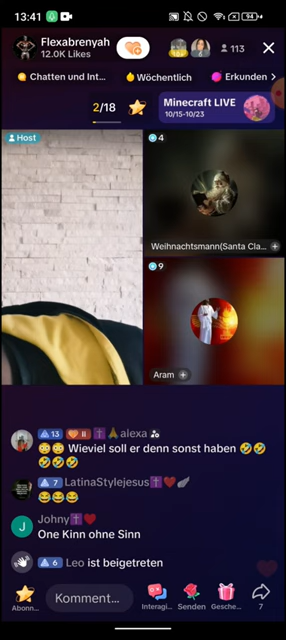 13:41
94
Flexabrenyah
12.0K Likes
113
Chatten und Int...
Wöchentlich
Erkunden
2/18
Minecraft LIVE
10/15-10/23
Host
4
Weihnachtsmann(Santa Cla...
9
Aram
13 II alexa
😳😳 Wieviel soll er denn sonst haben 🤣🤣
🤣🤣🤣
7 LatinaStylejesus
😂😂😂
J Johny
One Kinn ohne Sinn
6 Leo ist beigetreten
Abonn...
Komment...
Interagi...
Senden
Gesche...
7